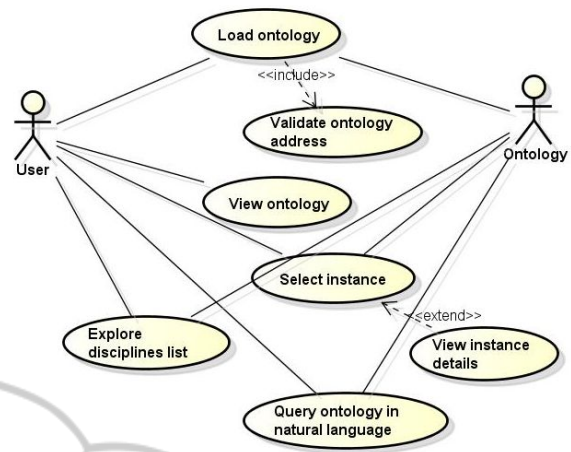 Load ontology
<<include>>
Validate ontology
address
User
Ontology
View ontology
Select instance
<<extend>>
Explore
disciplines list
View instance
details
Query ontology in
natural language